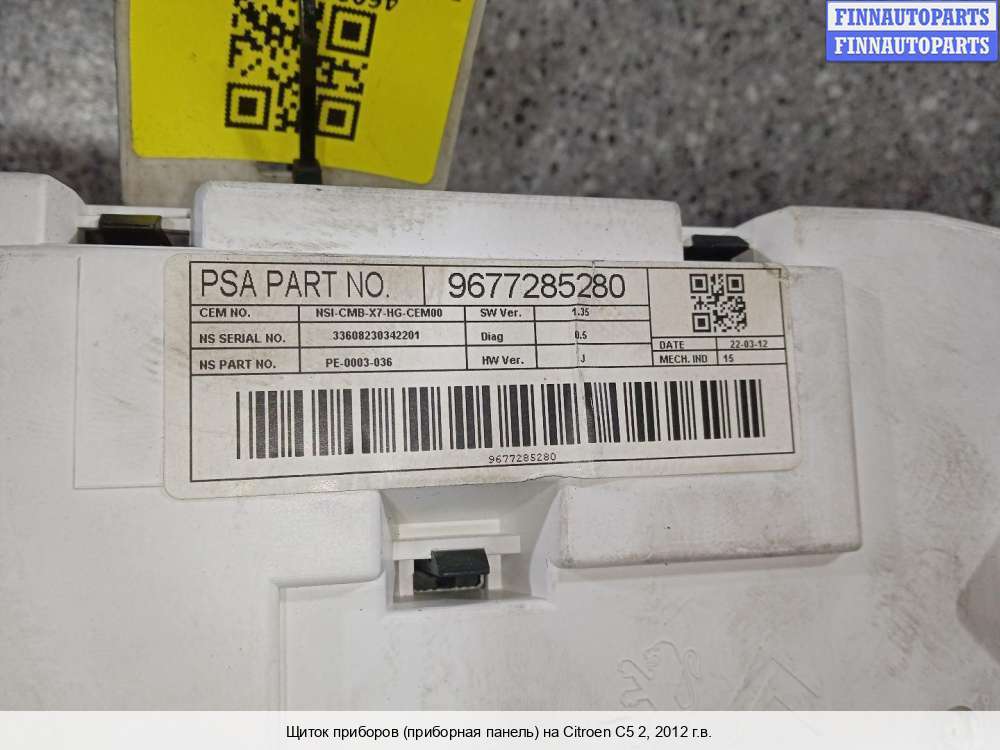 FINNAUTOPARTS
FINNAUTOPARTS
PSA PART NO. 9677285280
CEM NO. NSI-CMB-X7-HG-CEM00 SW Ver. 1.35
NS SERIAL NO. 33608230342201 Diag 0.5
DATE 22-03-12
NS PART NO. PE-0003-036 HW Ver. J
MECH. IND 15
9677285280
Щиток приборов (приборная панель) на Citroen C5 2, 2012 г.в.